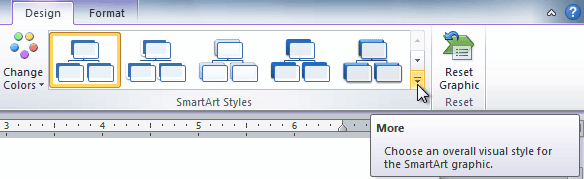 Design Format
Change
Colors
Reset
Graphic
SmartArt Styles
Reset
3 4 5 6
More
Choose an overall visual style for
the SmartArt graphic.